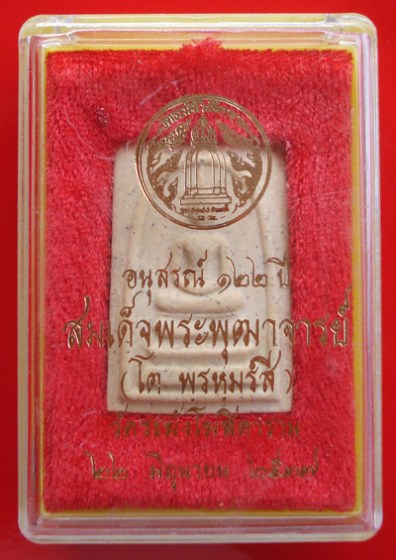 อนุสรณ์ ๑๒๒ ปี
สมเด็จพระพุฒาจารย์
(โต พรหมรํสี)
วัดระฆังโฆสิตาราม
๒๒ มิถุนายน ๒๕๓๗